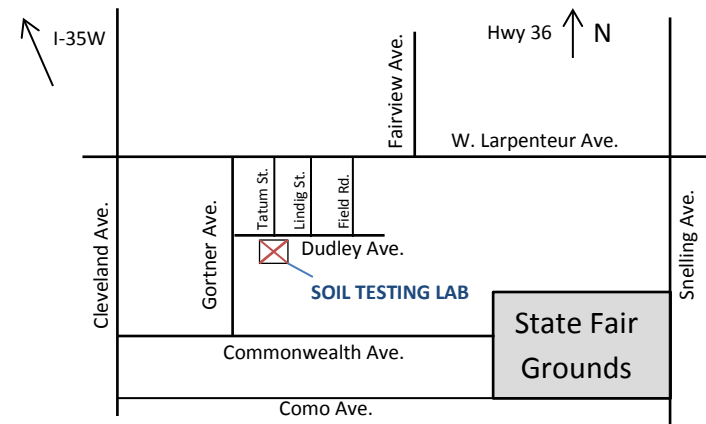 I-35W
Hwy 36
N
Fairview Ave.
W. Larpenteur Ave.
Tatum St.
Lindig St.
Field Rd.
Cleveland Ave.
Gortner Ave.
Dudley Ave.
Snelling Ave.
SOIL TESTING LAB
State Fair
Grounds
Commonwealth Ave.
Como Ave.